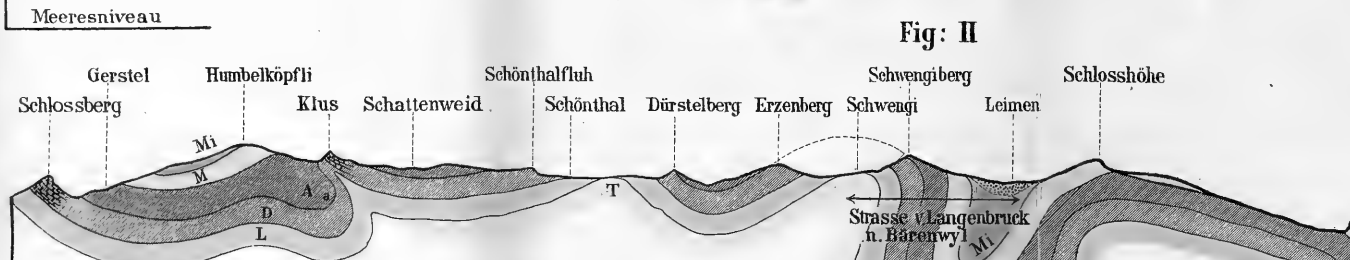 Meeresniveau
Fig: II
Gerstel
Humbelköpfli
Schönthalfluh
Schwengiberg
Schlosshöhe
Schlossberg
Klus
Schattenweid
Schönthal
Dürstelberg
Erzenberg
Schwengi
Leimen
Mi
M
A
a
D
L
T
Strasse v. Langenbruck
n. Bärenwyl
Mi